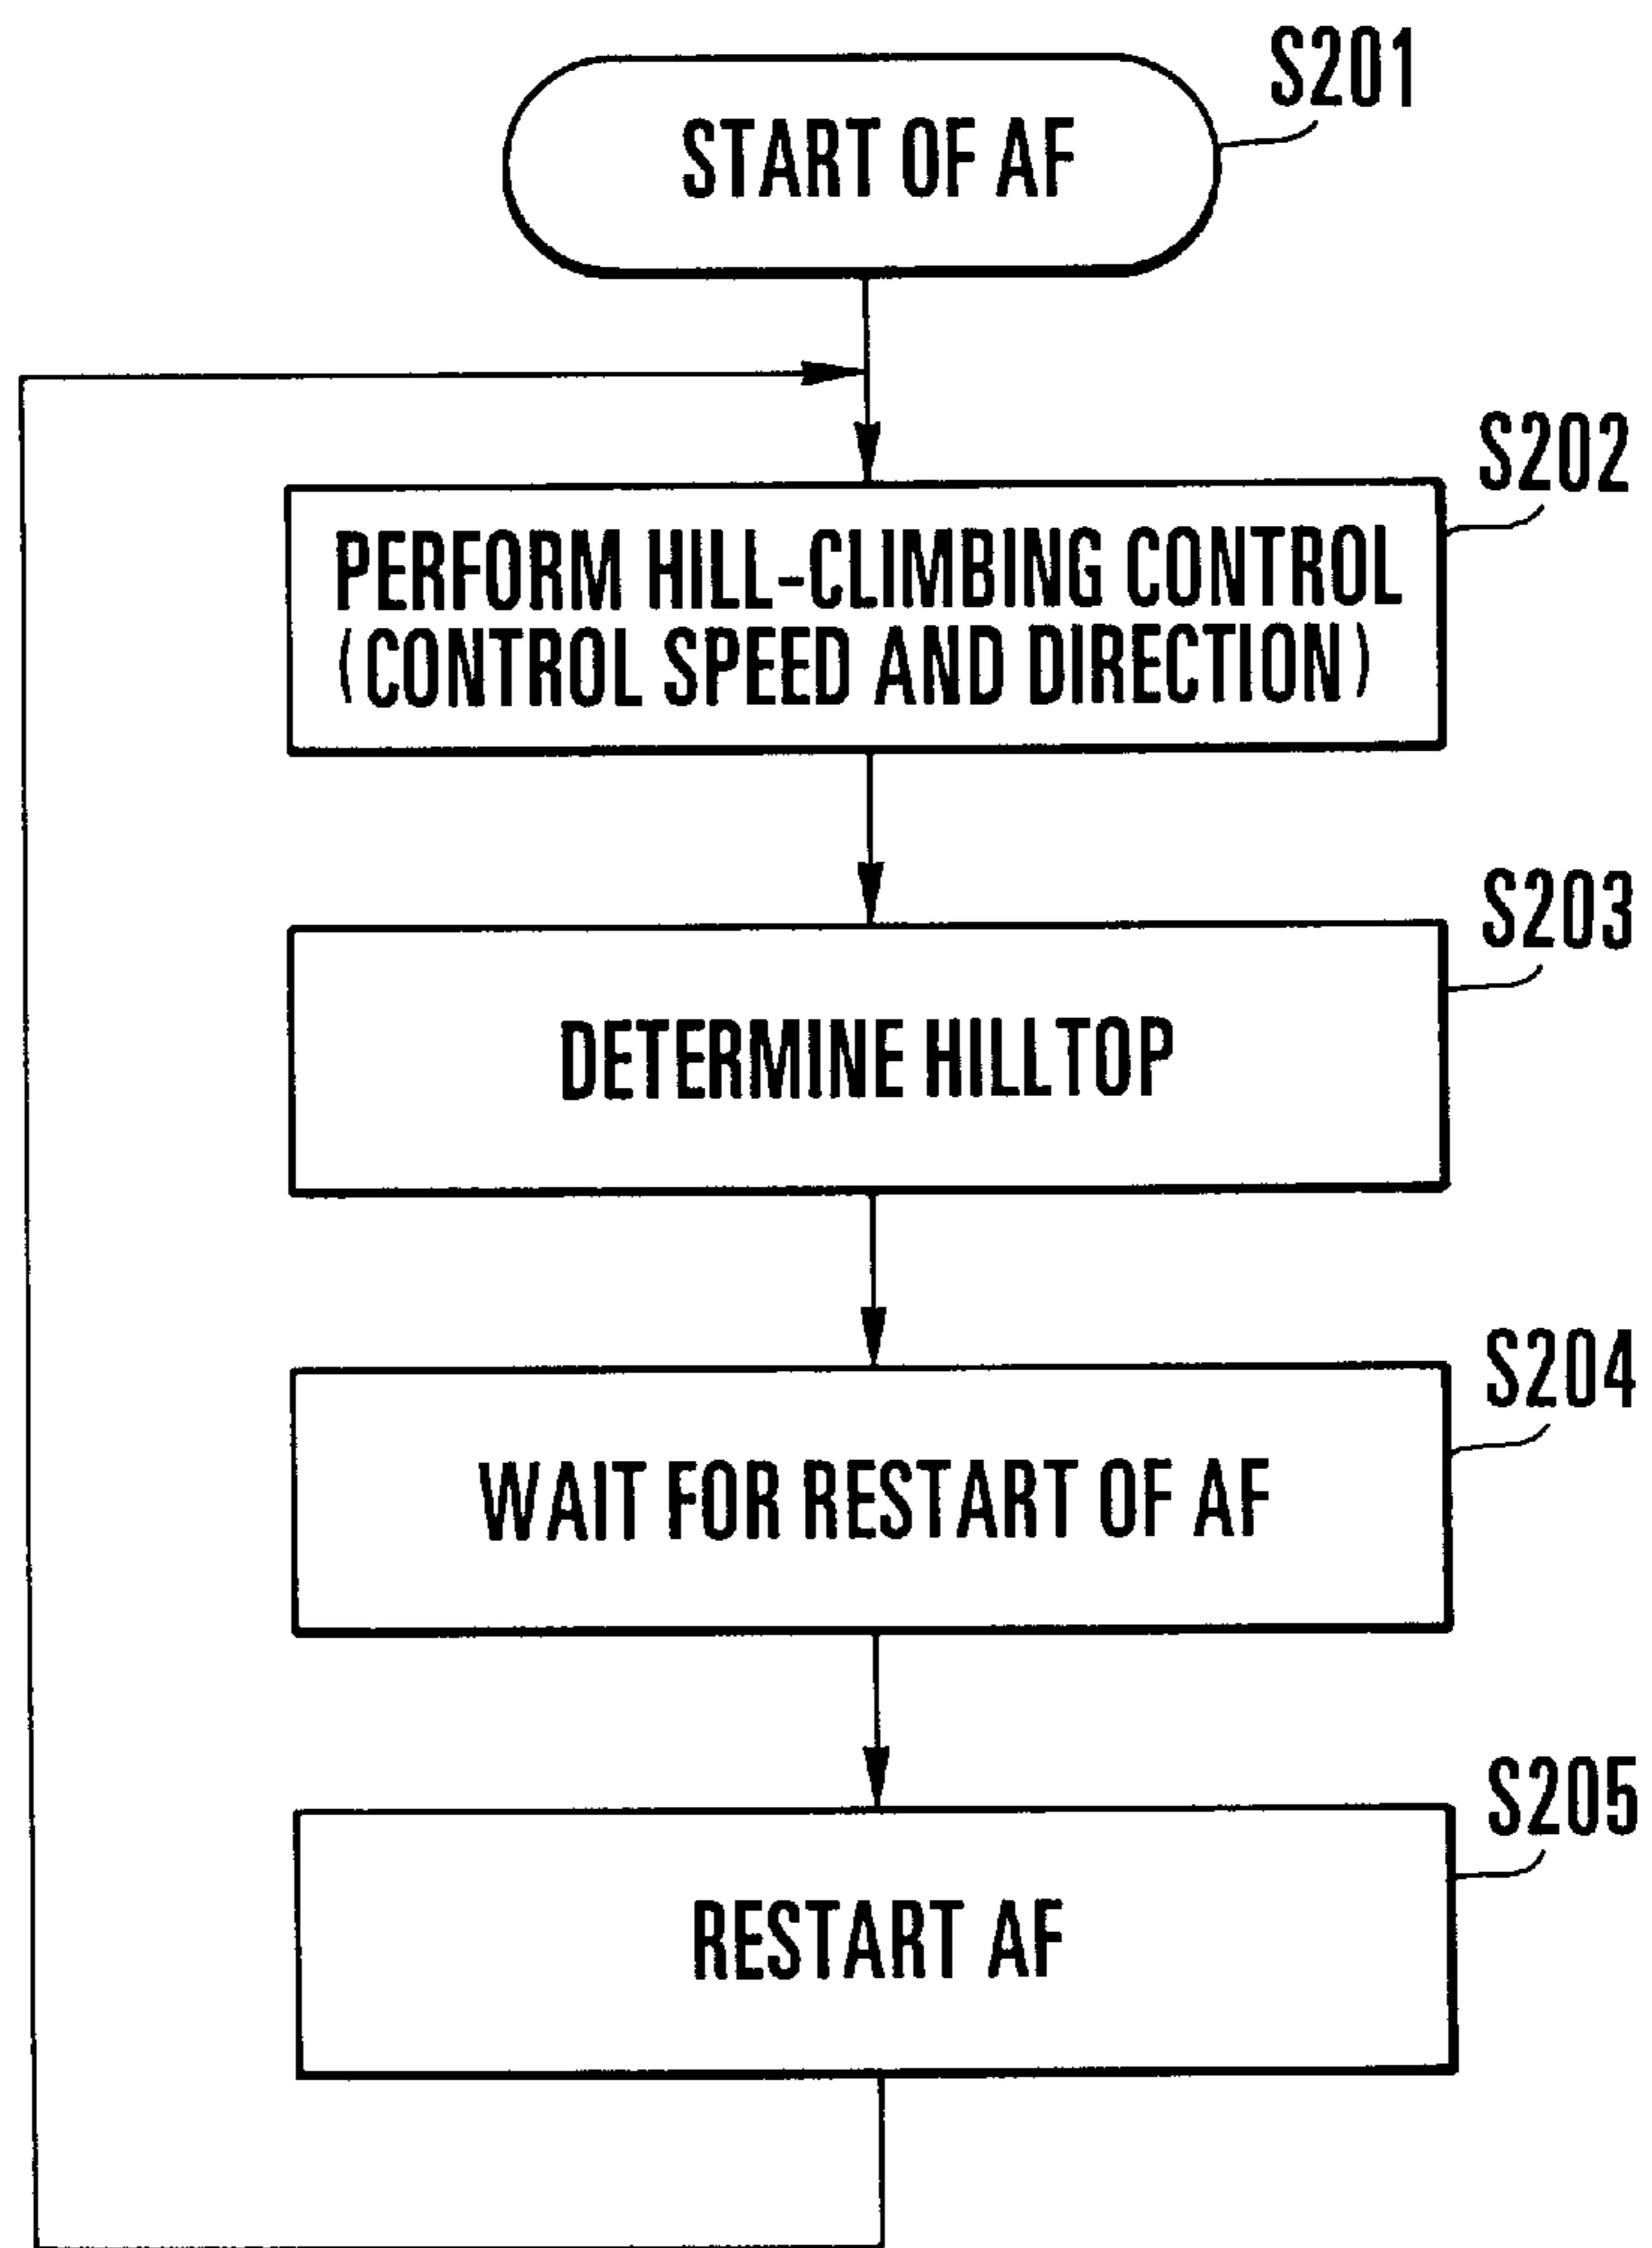 S201
START OF AF
S202
PERFORM HILL-CLIMBING CONTROL
(CONTROL SPEED AND DIRECTION)
S203
DETERMINE HILLTOP
S204
WAIT FOR RESTART OF AF
S205
RESTART AF